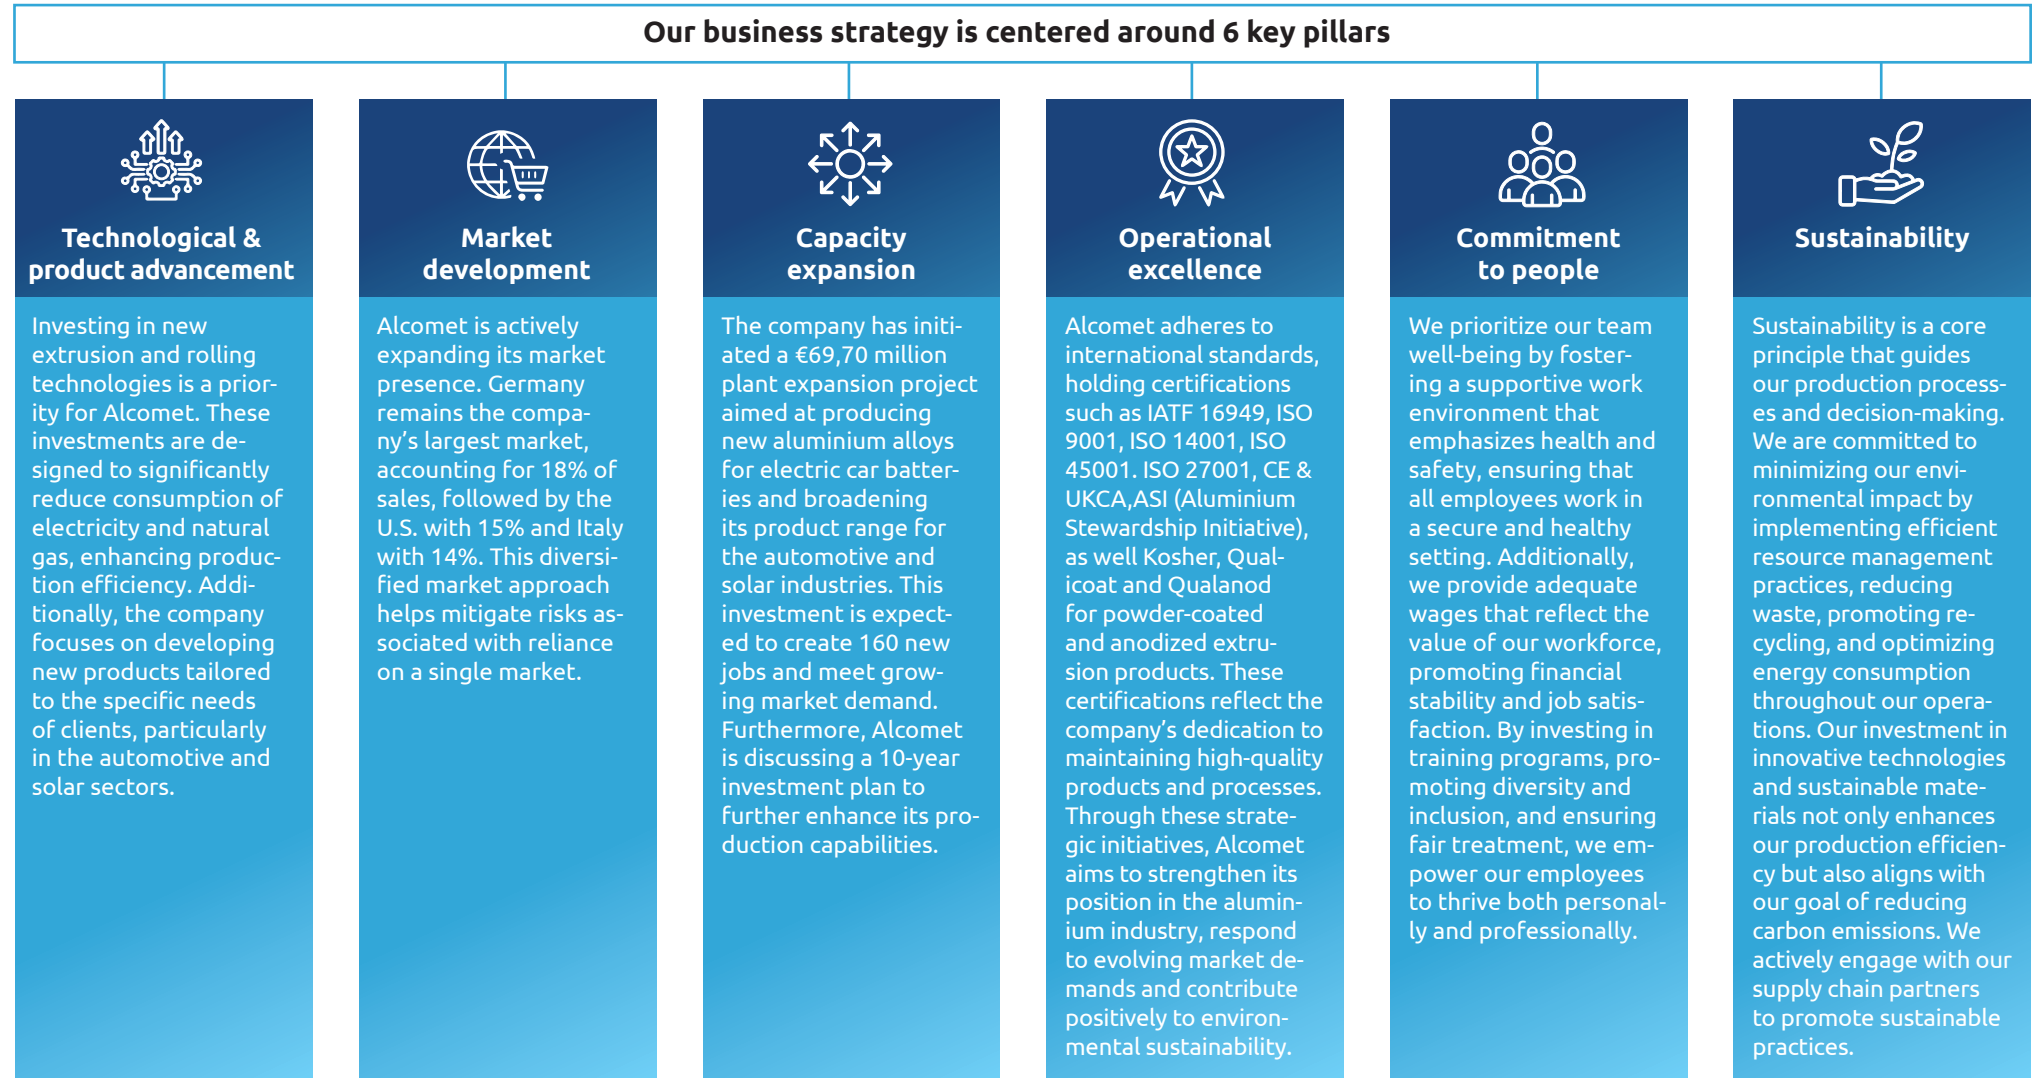 Our business strategy is centered around 6 key pillars
Technological &
product advancement
Investing in new
extrusion and rolling
technologies is a prior-
ity for Alcomet. These
investments are de-
signed to significantly
reduce consumption of
electricity and natural
gas, enhancing produc-
tion efficiency. Addi-
tionally, the company
focuses on developing
new products tailored
to the specific needs
of clients, particularly
in the automotive and
solar sectors.
Market
development
Alcomet is actively
expanding its market
presence. Germany
remains the compa-
ny's largest market,
accounting for 18% of
sales, followed by the
U.S. with 15% and Italy
with 14%. This diversi-
fied market approach
helps mitigate risks as-
sociated with reliance
on a single market.
Capacity
expansion
The company has initi-
ated a €69,70 million
plant expansion project
aimed at producing
new aluminium alloys
for electric car batter-
ies and broadening
its product range for
the automotive and
solar industries. This
investment is expect-
ed to create 160 new
jobs and meet grow-
ing market demand.
Furthermore, Alcomet
is discussing a 10-year
investment plan to
further enhance its pro-
duction capabilities.
Operational
excellence
Alcomet adheres to
international standards,
holding certifications
such as IATF 16949, ISO
9001, ISO 14001, ISO
45001. ISO 27001, CE &
UKCA,ASI (Aluminium
Stewardship Initiative),
as well Kosher, Qual-
icoat and Qualanod
for powder-coated
and anodized extru-
sion products. These
certifications reflect the
company's dedication to
maintaining high-quality
products and processes.
Through these strate-
gic initiatives, Alcomet
aims to strengthen its
position in the alumin-
ium industry, respond
to evolving market de-
mands and contribute
positively to environ-
mental sustainability.
Commitment
to people
We prioritize our team
well-being by foster-
ing a supportive work
environment that
emphasizes health and
safety, ensuring that
all employees work in
a secure and healthy
setting. Additionally,
we provide adequate
wages that reflect the
value of our workforce,
promoting financial
stability and job satis-
faction. By investing in
training programs, pro-
moting diversity and
inclusion, and ensuring
fair treatment, we em-
power our employees
to thrive both personal-
ly and professionally.
Sustainability
Sustainability is a core
principle that guides
our production process-
es and decision-making.
We are committed to
minimizing our envi-
ronmental impact by
implementing efficient
resource management
practices, reducing
waste, promoting re-
cycling, and optimizing
energy consumption
throughout our opera-
tions. Our investment in
innovative technologies
and sustainable mate-
rials not only enhances
our production efficien-
cy but also aligns with
our goal of reducing
carbon emissions. We
actively engage with our
supply chain partners
to promote sustainable
practices.